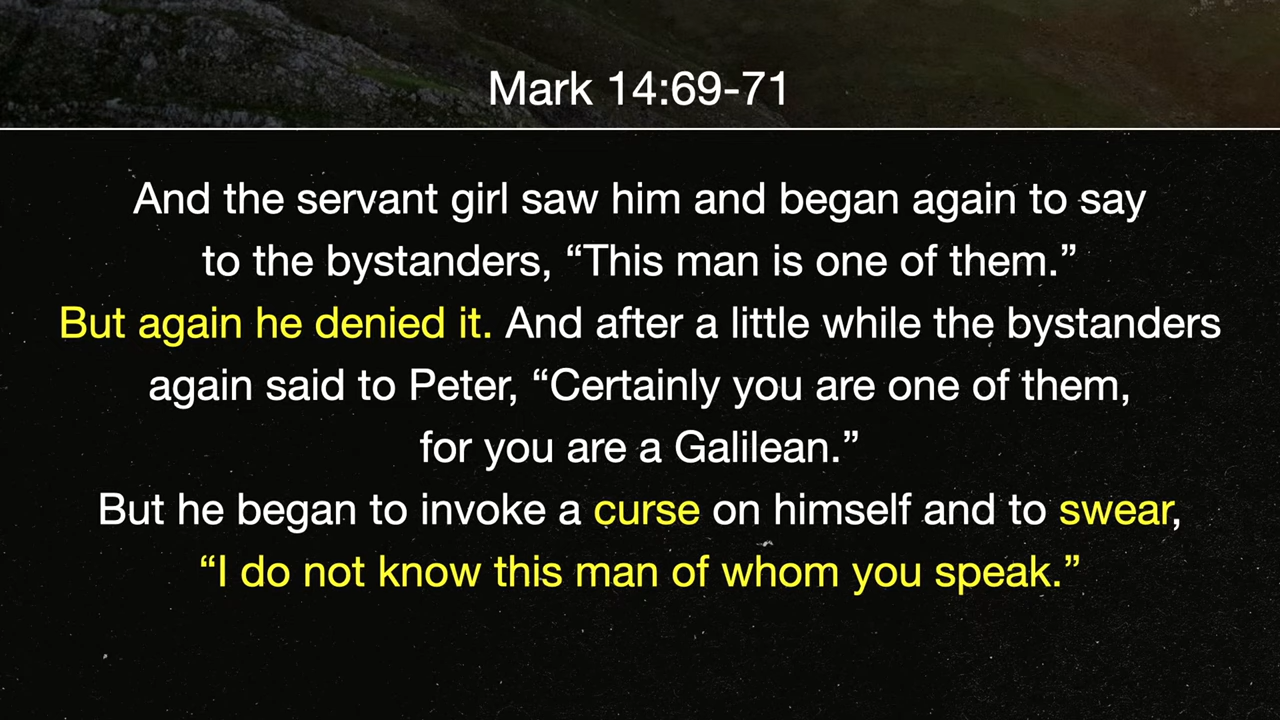 Mark 14:69-71
And the servant girl saw him and began again to say
to the bystanders, “This man is one of them.”
But again he denied it. And after a little while the bystanders
again said to Peter, “Certainly you are one of them,
for you are a Galilean.”
But he began to invoke a curse on himself and to swear,
“I do not know this man of whom you speak.”